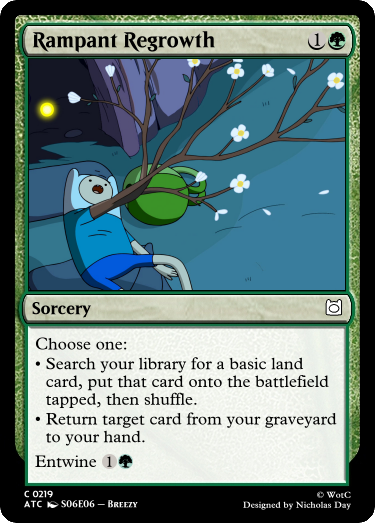 Rampant Regrowth 1
Sorcery
Choose one:
• Search your library for a basic land
card, put that card onto the battlefield
tapped, then shuffle.
• Return target card from your graveyard
to your hand.
Entwine 1
C 0219
ATC S06E06 – Breezy
© WotC
Designed by Nicholas Day